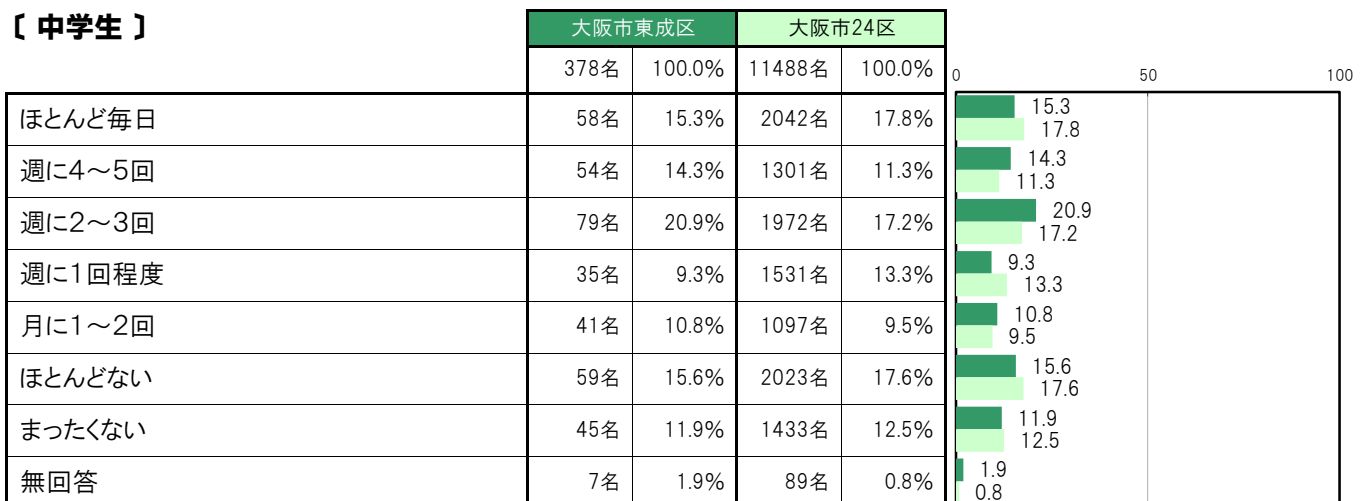 〔 中学生 〕
大阪市東成区 大阪市24区
378名 100.0% 11488名 100.0%
0 50 100
ほとんど毎日 58名 15.3% 2042名 17.8% 15.3
17.8
週に4～5回 54名 14.3% 1301名 11.3% 14.3
11.3
週に2～3回 79名 20.9% 1972名 17.2% 20.9
17.2
週に1回程度 35名 9.3% 1531名 13.3% 9.3
13.3
月に1～2回 41名 10.8% 1097名 9.5% 10.8
9.5
ほとんどない 59名 15.6% 2023名 17.6% 15.6
17.6
まったくない 45名 11.9% 1433名 12.5% 11.9
12.5
無回答 7名 1.9% 89名 0.8% 1.9
0.8